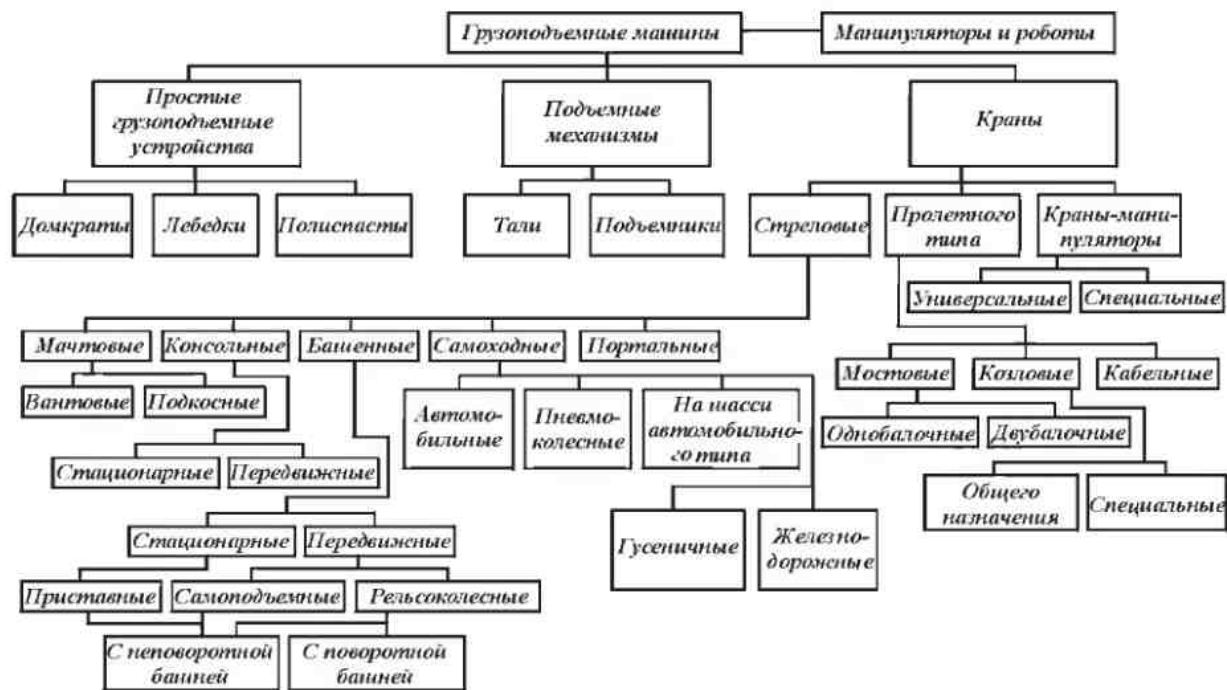 Грузоподъемные машины
Манипуляторы и роботы
Простые
грузоподъемные
устройства
Подъемные
механизмы
Краны
Домкраты
Лебедки
Полиспасты
Тали
Подъемники
Стреловые
Пролетного
типа
Краны-мани-
пуляторы
Универсальные
Специальные
Мачтовые
Консольные
Башенные
Самоходные
Портальные
Мостовые
Козловые
Кабельные
Вантовые
Подкосные
Автомо-
бильные
Пневмо-
колесные
На шасси
автомобильно-
го типа
Однобалочные
Двубалочные
Стационарные
Передвижные
Общего
назначения
Специальные
Стационарные
Передвижные
Гусеничные
Железно-
дорожные
Приставные
Самоподъемные
Рельсоколесные
С неповоротной
башней
С поворотной
башней